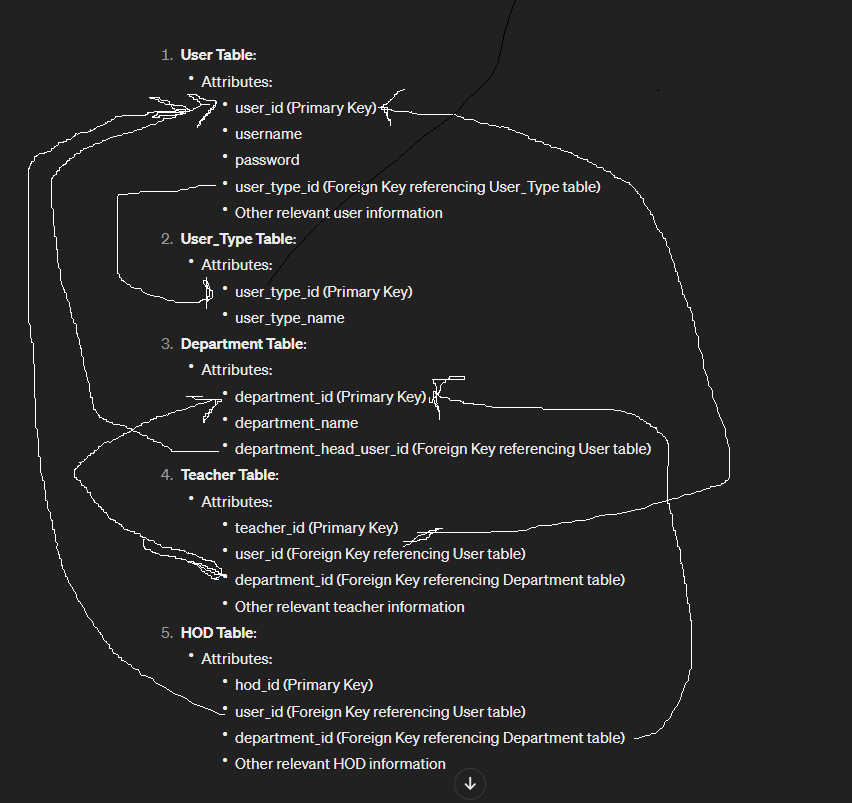 1. User Table:
• Attributes:
• user_id (Primary Key)
• username
• password
• user_type_id (Foreign Key referencing User_Type table)
• Other relevant user information
2. User_Type Table:
• Attributes:
• user_type_id (Primary Key)
• user_type_name
3. Department Table:
• Attributes:
• department_id (Primary Key)
• department_name
• department_head_user_id (Foreign Key referencing User table)
4. Teacher Table:
• Attributes:
• teacher_id (Primary Key)
• user_id (Foreign Key referencing User table)
• department_id (Foreign Key referencing Department table)
• Other relevant teacher information
5. HOD Table:
• Attributes:
• hod_id (Primary Key)
• user_id (Foreign Key referencing User table)
• department_id (Foreign Key referencing Department table)
• Other relevant HOD information